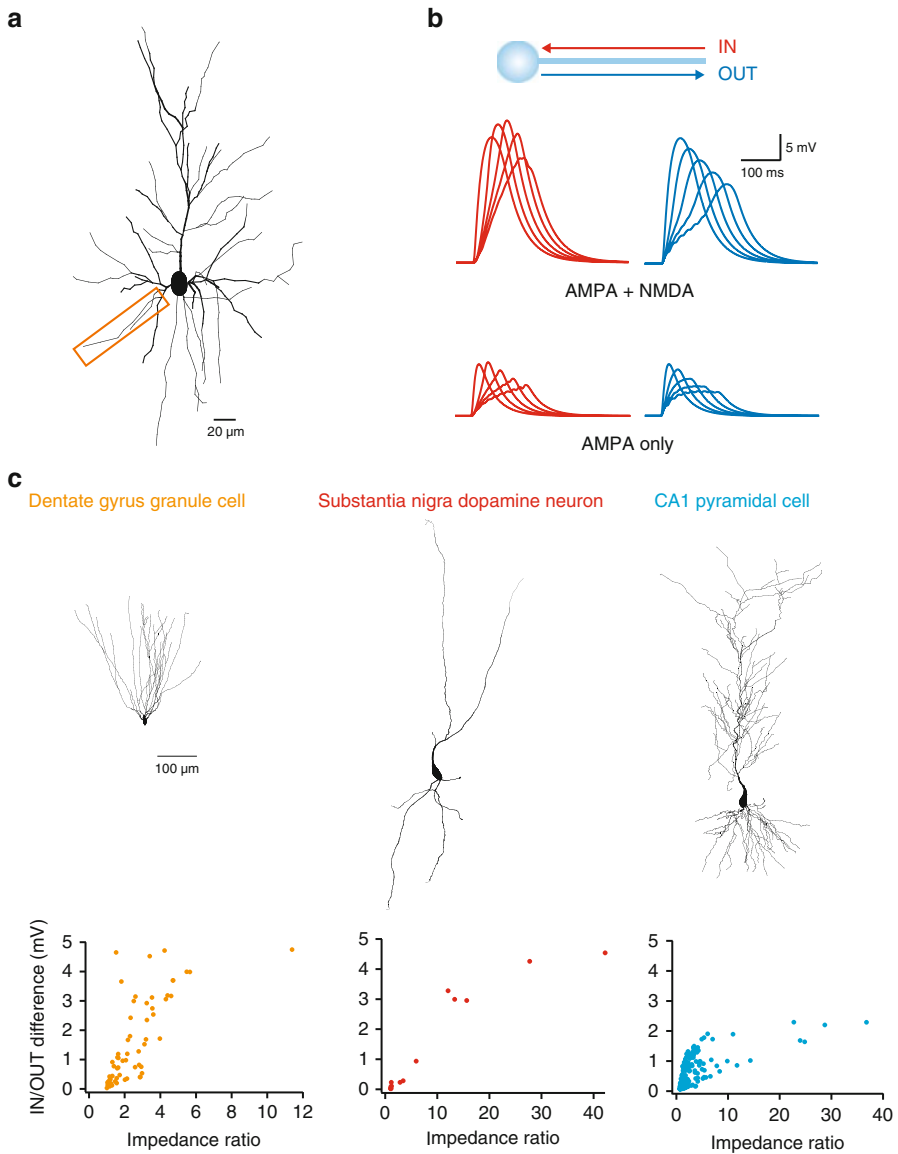 a
b
IN
OUT
5 mV
100 ms
AMPA + NMDA
20 µm
AMPA only
c
Dentate gyrus granule cell
Substantia nigra dopamine neuron
CA1 pyramidal cell
100 µm
IN/OUT difference (mV)
5
4
3
2
1
0
0 2 4 6 8 10 12
Impedance ratio
5
4
3
2
1
0
0 10 20 30 40
Impedance ratio
5
4
3
2
1
0
0 10 20 30 40
Impedance ratio